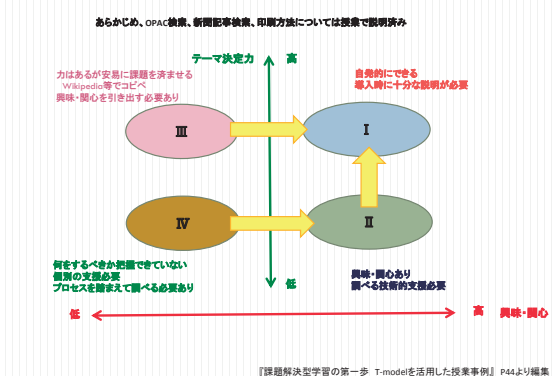 あらかじめ、OPAC検索、新聞記事検索、印刷方法については授業で説明済み
テーマ決定力 高
力はあるが安易に課題を済ませる
Wikipedio等でコピペ
興味・関心を引き出す必要あり
自発的にできる
導入時に十分な説明が必要
Ⅲ
Ⅰ
Ⅳ
Ⅱ
何をするべきか把握できていない
個別の支援必要
プロセスを踏まえて調べる必要あり
興味・関心あり
調べる技術的支援必要
低
低
高 興味・関心
『課題解決型学習の第一歩 T-modelを活用した授業事例』 P44より編集